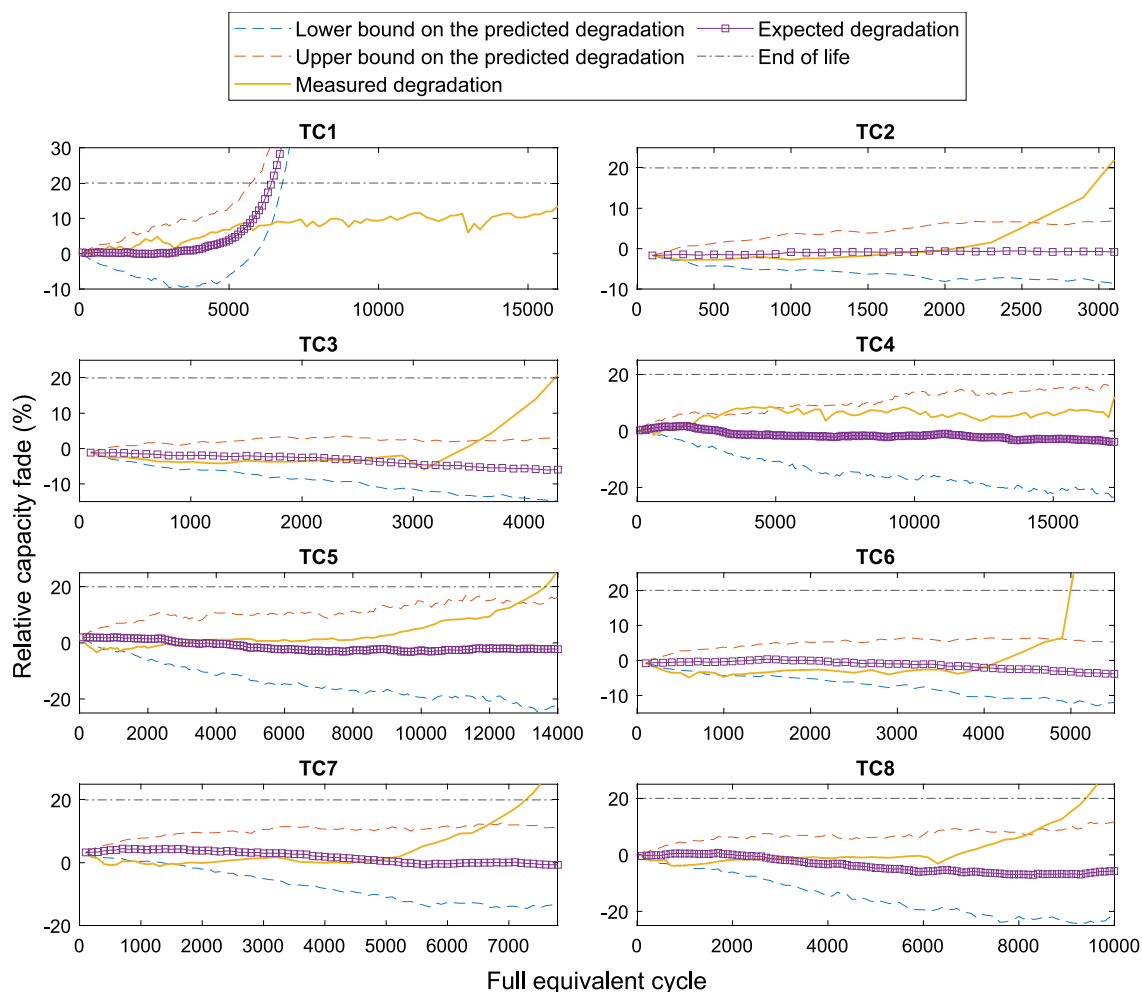 Lower bound on the predicted degradation
Upper bound on the predicted degradation
Measured degradation
Expected degradation
End of life
Relative capacity fade (%)
TC1
30
20
10
0
-10
0 5000 10000 15000
TC2
20
10
0
-10
0 500 1000 1500 2000 2500 3000
TC3
20
10
0
-10
0 1000 2000 3000 4000
TC4
20
0
-20
0 5000 10000 15000
TC5
20
0
-20
0 2000 4000 6000 8000 10000 12000 14000
TC6
20
10
0
-10
0 1000 2000 3000 4000 5000
TC7
20
0
-20
0 1000 2000 3000 4000 5000 6000 7000
TC8
20
0
-20
0 2000 4000 6000 8000 10000
Full equivalent cycle